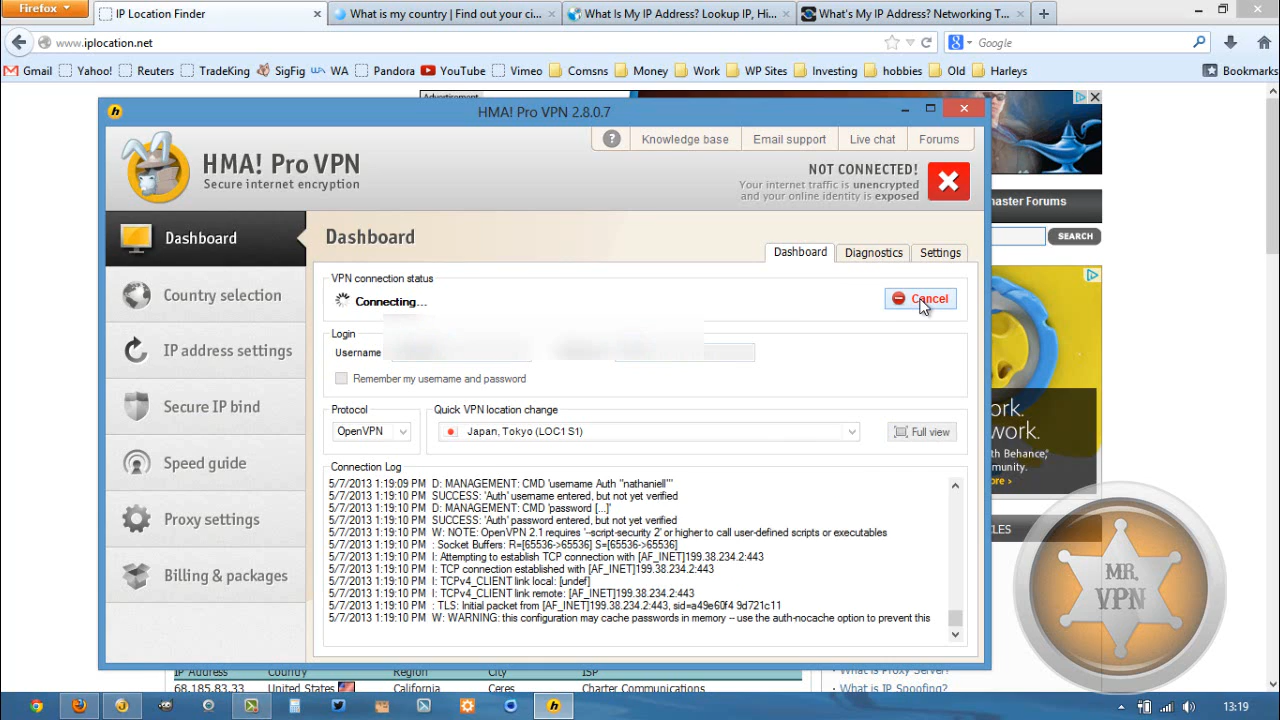 Firefox
IP Location Finder
What is my country | Find out your ci...
What Is My IP Address? Lookup IP, Hi...
What's My IP Address? Networking T...
www.iplocation.net
Google
Gmail
Yahoo!
Reuters
TradeKing
SigFig
WA
Pandora
YouTube
Vimeo
Comsns
Money
Work
WP Sites
Investing
hobbies
Old
Harleys
Bookmarks
Advertisement
HMA! Pro VPN 2.8.0.7
HMA! Pro VPN
Secure internet encryption
? Knowledge base Email support Live chat Forums
NOT CONNECTED!
Your internet traffic is unencrypted
and your online identity is exposed
aster Forums
SEARCH
Dashboard
Country selection
IP address settings
Secure IP bind
Speed guide
Proxy settings
Billing & packages
Dashboard
Dashboard Diagnostics Settings
VPN connection status
Connecting...
Cancel
Login
Username
Remember my username and password
Protocol
OpenVPN
Quick VPN location change
Japan, Tokyo (LOC1 S1)
Full view
Connection Log
5/7/2013 1:19:09 PM D: MANAGEMENT: CMD 'username Auth "nathaniell"'
5/7/2013 1:19:10 PM SUCCESS: 'Auth' username entered, but not yet verified
5/7/2013 1:19:10 PM D: MANAGEMENT: CMD 'password [...]'
5/7/2013 1:19:10 PM SUCCESS: 'Auth' password entered, but not yet verified
5/7/2013 1:19:10 PM W: NOTE: OpenVPN 2.1 requires '--script-security 2' or higher to call user-defined scripts or executables
5/7/2013 1:19:10 PM : Socket Buffers: R=[65536->65536] S=[65536->65536]
5/7/2013 1:19:10 PM I: Attempting to establish TCP connection with [AF_INET]199.38.234.2:443
5/7/2013 1:19:10 PM I: TCP connection established with [AF_INET]199.38.234.2:443
5/7/2013 1:19:10 PM I: TCPv4_CLIENT link local: [undef]
5/7/2013 1:19:10 PM I: TCPv4_CLIENT link remote: [AF_INET]199.38.234.2:443
5/7/2013 1:19:10 PM : TLS: Initial packet from [AF_INET]199.38.234.2:443, sid=a49e60f4 9d721c11
5/7/2013 1:19:10 PM W: WARNING: this configuration may cache passwords in memory -- use the auth-nocache option to prevent this
ork.
work.
th Behance,
mmunity.
ore >
LES
MR.
VPN
IP Address Country Region City ISP
68.185.83.33 United States California Ceres Charter Communications
What is Proxy Server?
What is IP Spoofing?
13:19